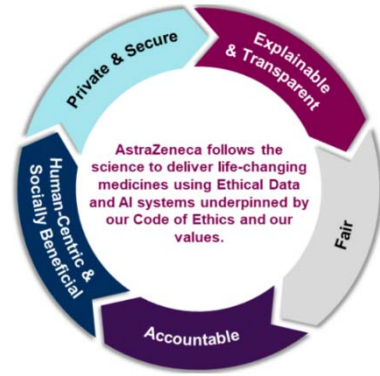 Private & Secure
Explainable
& Transparent
Fair
Accountable
Human-Centric &
Socially Beneficial
AstraZeneca follows the
science to deliver life-changing
medicines using Ethical Data
and AI systems underpinned by
our Code of Ethics and our
values.